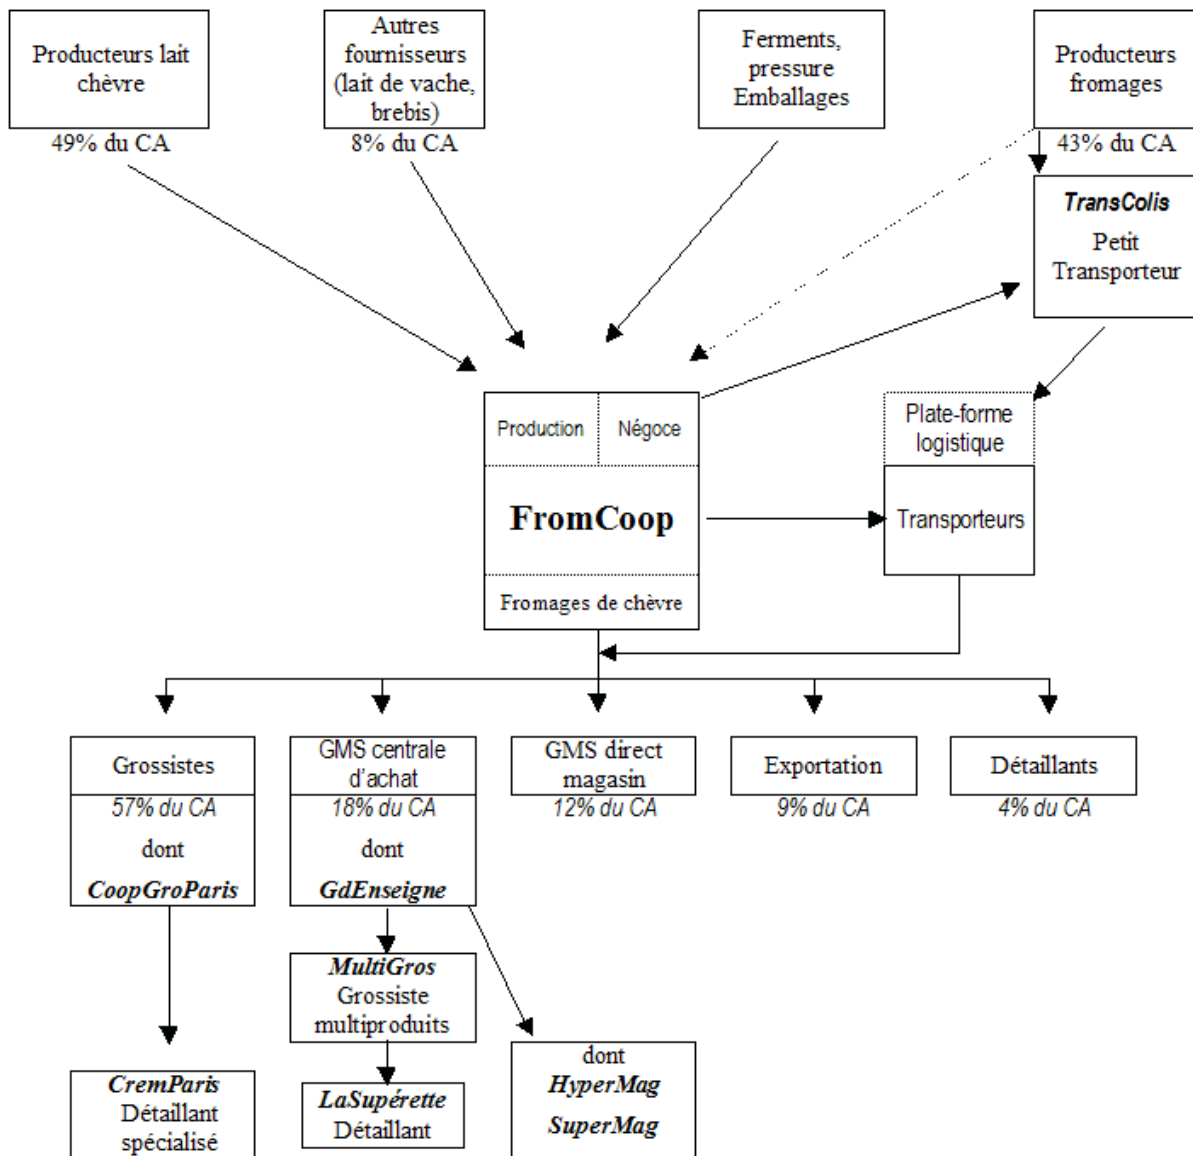 Producteurs lait
chèvre
49% du CA
Autres
fournisseurs
(lait de vache,
brebis)
8% du CA
Ferments,
pressure
Emballages
Producteurs
fromages
43% du CA
TransColis
Petit
Transporteur
Production
Négoce
FromCoop
Fromages de chèvre
Plate-forme
logistique
Transporteurs
Grossistes
57% du CA
dont
CoopGroParis
GMS centrale
d'achat
18% du CA
dont
GdEnseigne
GMS direct
magasin
12% du CA
Exportation
9% du CA
Détaillants
4% du CA
MultiGros
Grossiste
multiproduits
CremParis
Détaillant
spécialisé
LaSupérette
Détaillant
dont
HyperMag
SuperMag